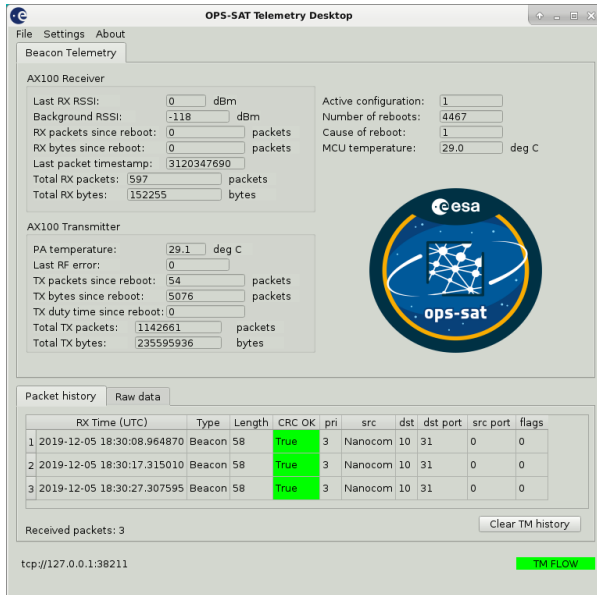 OPS-SAT Telemetry Desktop
File Settings About
Beacon Telemetry
AX100 Receiver
Last RX RSSI: 0 dBm
Background RSSI: -118 dBm
RX packets since reboot: 0 packets
RX bytes since reboot: 0 packets
Last packet timestamp: 3120347690
Total RX packets: 597 packets
Total RX bytes: 152255 bytes
Active configuration: 1
Number of reboots: 4467
Cause of reboot: 1
MCU temperature: 29.0 deg C
esa
ops-sat
AX100 Transmitter
PA temperature: 29.1 deg C
Last RF error: 0
TX packets since reboot: 54 packets
TX bytes since reboot: 5076 packets
TX duty time since reboot: 0
Total TX packets: 1142661 packets
Total TX bytes: 235595936 bytes
Packet history Raw data
RX Time (UTC) Type Length CRC OK pri src dst dst port src port flags
1 2019-12-05 18:30:08.964870 Beacon 58 True 3 Nanocom 10 31 0 0
2 2019-12-05 18:30:17.315010 Beacon 58 True 3 Nanocom 10 31 0 0
3 2019-12-05 18:30:27.307595 Beacon 58 True 3 Nanocom 10 31 0 0
Received packets: 3
Clear TM history
tcp://127.0.0.1:38211
TM FLOW